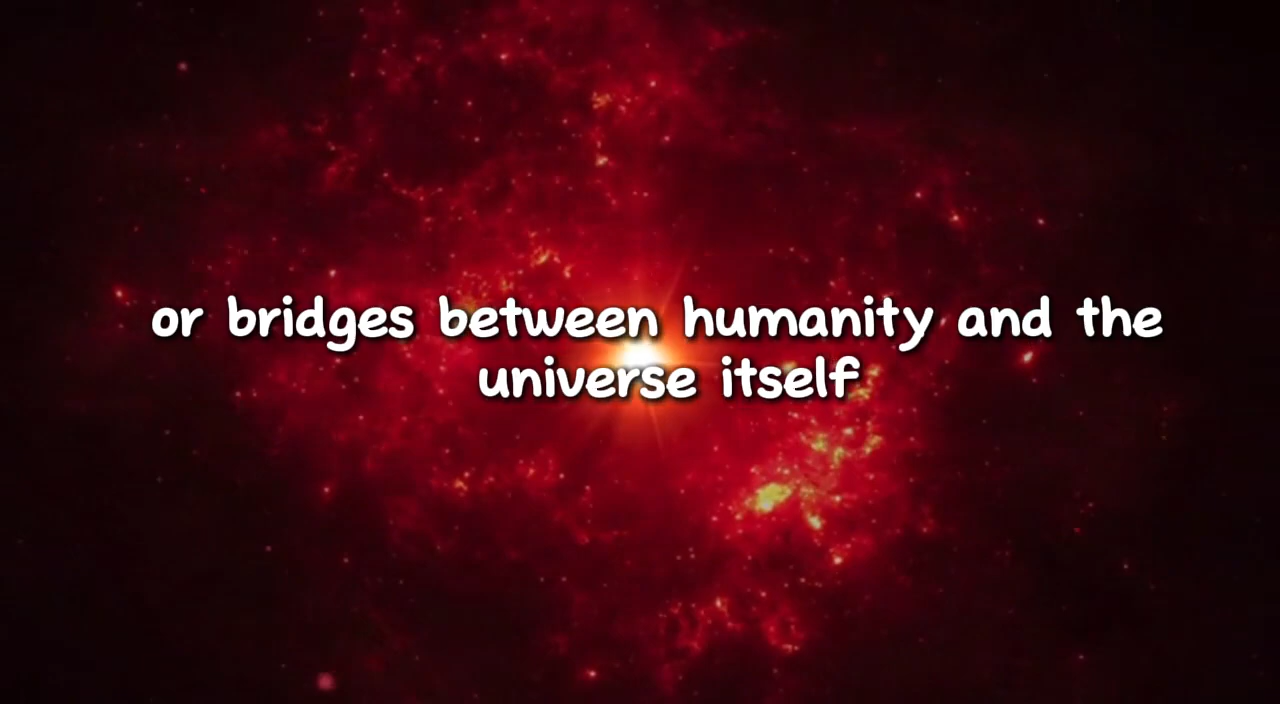 or bridges between humanity and the
universe itself